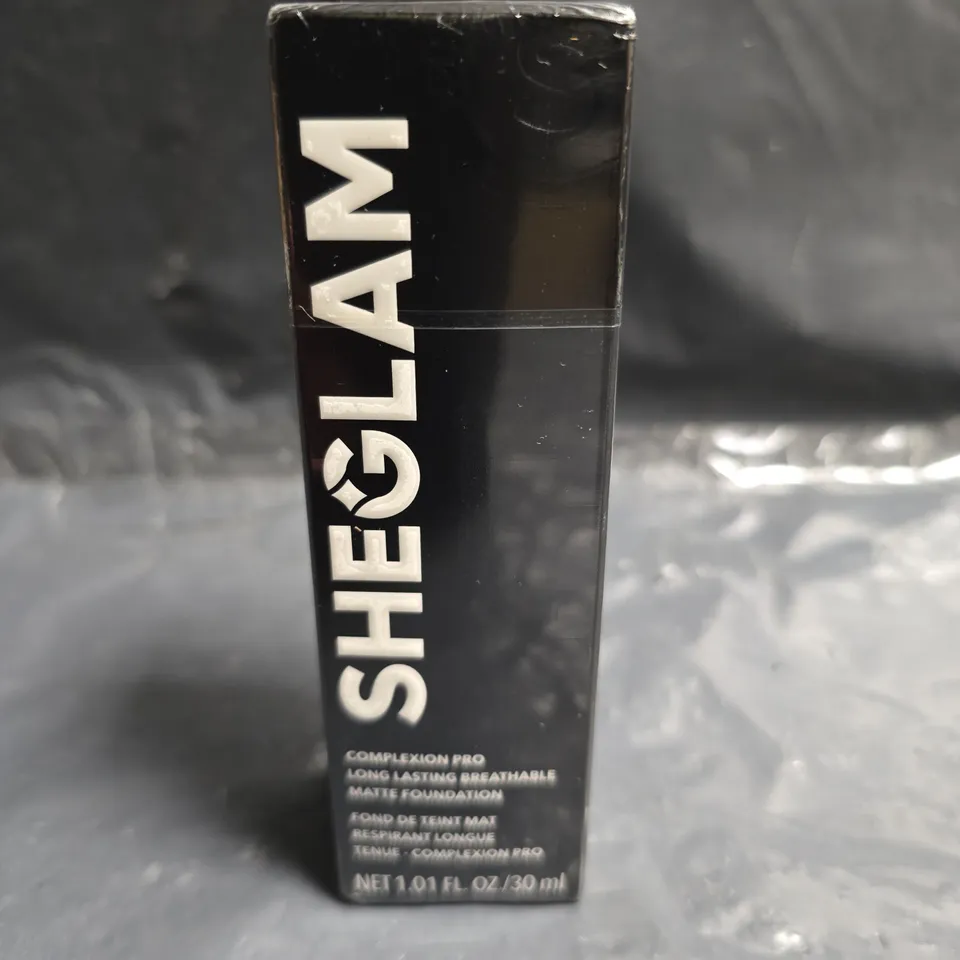 SHEGLAM
COMPLEXION PRO
LONG LASTING BREATHABLE
MATTE FOUNDATION
FOND DE TEINT MAT
RESPIRANT LONGUE
TENUE - COMPLEXION PRO
NET 1.01 FL. OZ./30 ml